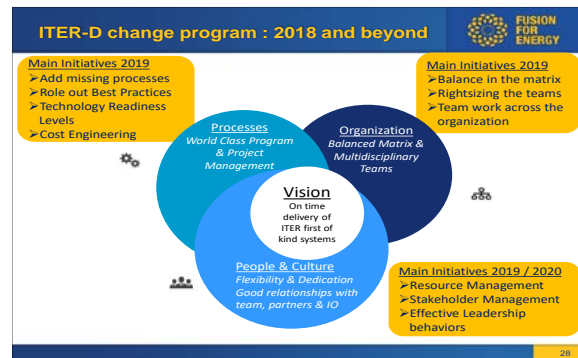 ITER-D change program : 2018 and beyond
FUSION
FOR
ENERGY
Main Initiatives 2019
➢Add missing processes
➢Role out Best Practices
➢Technology Readiness
Levels
➢Cost Engineering
Main Initiatives 2019
➢Balance in the matrix
➢Rightsizing the teams
➢Team work across the
organization
Processes
World Class Program
& Project
Management
Organization
Balanced Matrix &
Multidisciplinary
Teams
Vision
On time
delivery of
ITER first of
kind systems
People & Culture
Flexibility & Dedication
Good relationships with
team, partners & IO
Main Initiatives 2019 / 2020
➢Resource Management
➢Stakeholder Management
➢Effective Leadership
behaviors
28